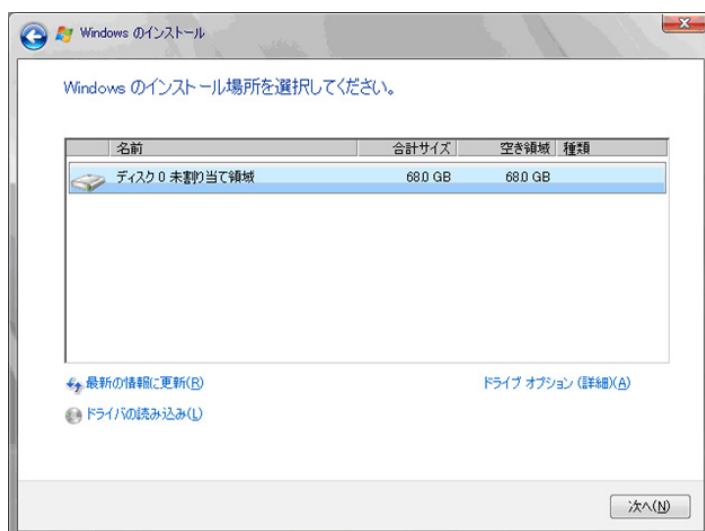 Windows のインストール
Windows のインストール場所を選択してください。
名前 合計サイズ 空き領域 種類
ディスク 0 未割り当て領域 68.0 GB 68.0 GB
最新の情報に更新(R) ドライブ オプション (詳細)(A)
ドライバの読み込み(L)
次へ(N)